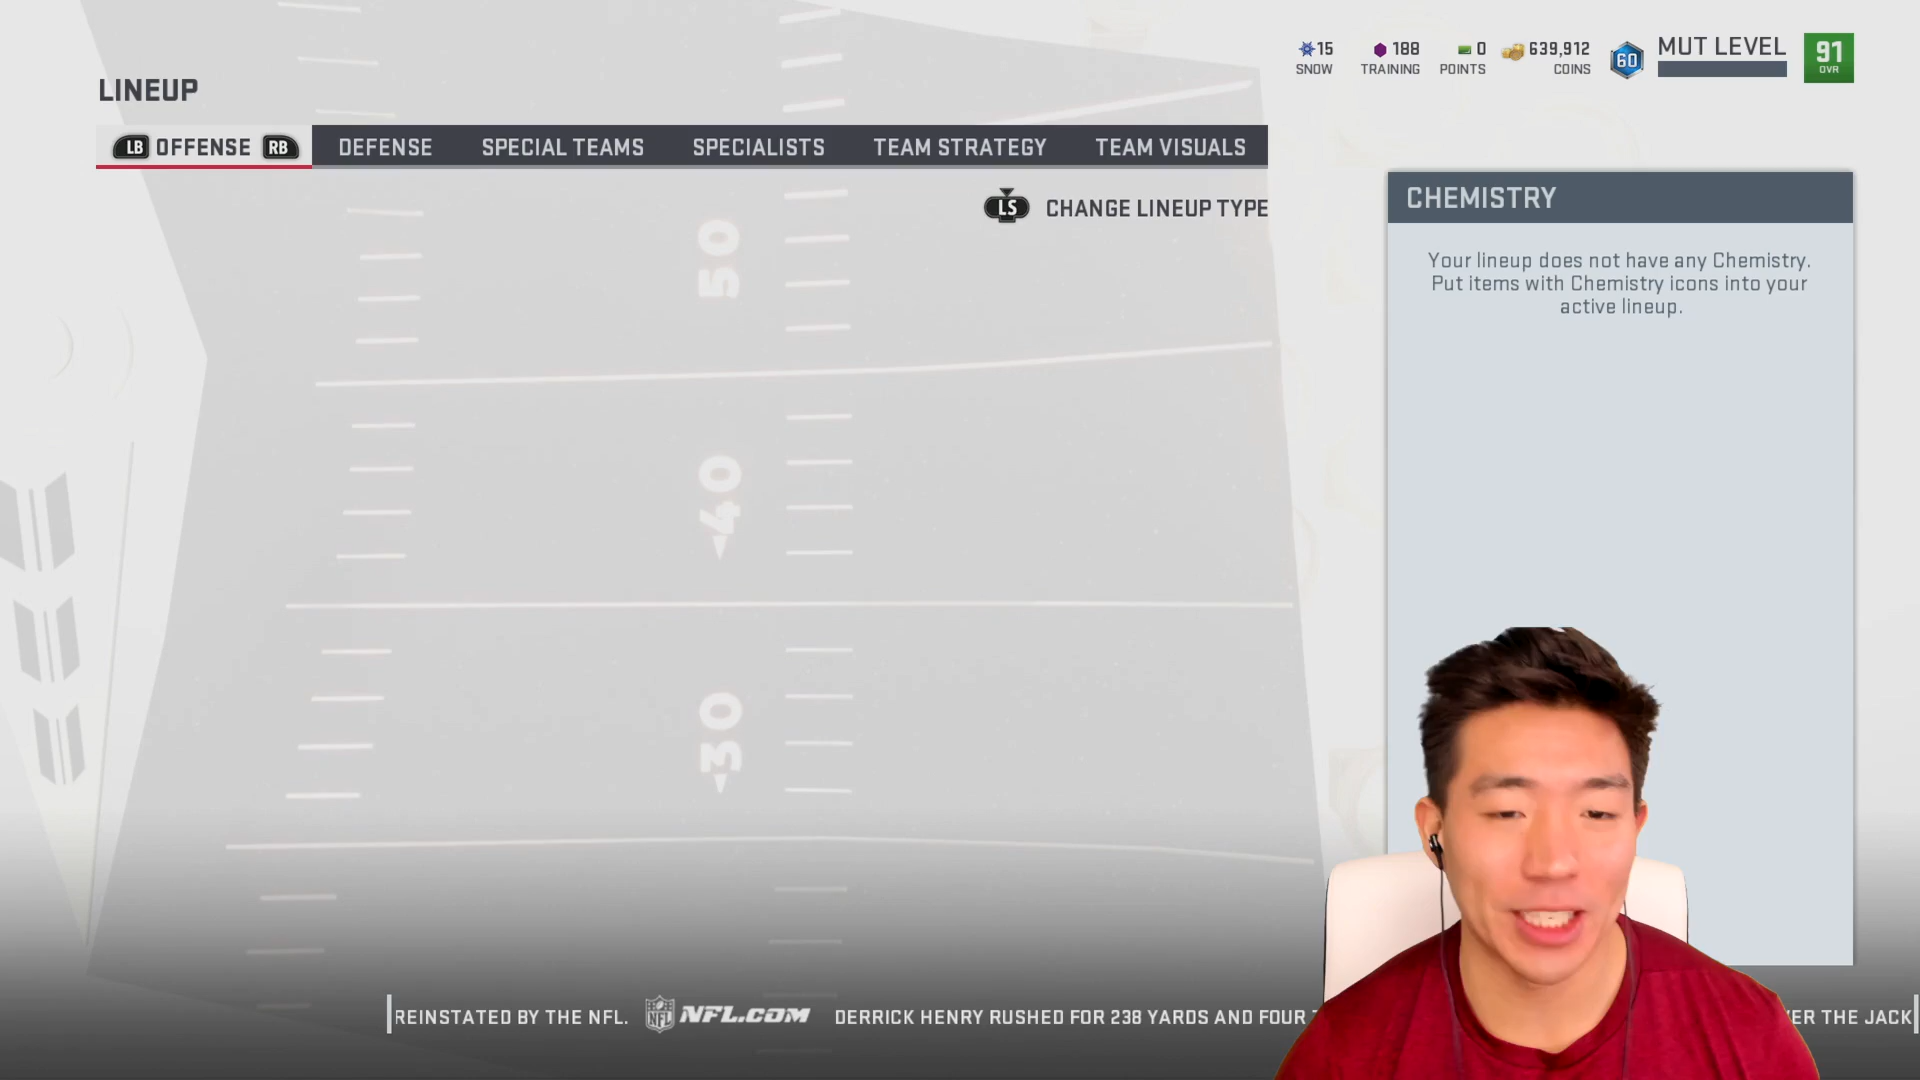 15
SNOW
188
TRAINING
0
POINTS
639,912
COINS
60
MUT LEVEL
91
OVR
LINEUP
LB OFFENSE RB
DEFENSE
SPECIAL TEAMS
SPECIALISTS
TEAM STRATEGY
TEAM VISUALS
LS CHANGE LINEUP TYPE
CHEMISTRY
Your lineup does not have any Chemistry.
Put items with Chemistry icons into your
active lineup.
50
40
30
REINSTATED BY THE NFL. NFL NFL.COM DERRICK HENRY RUSHED FOR 238 YARDS AND FOUR THE JACK